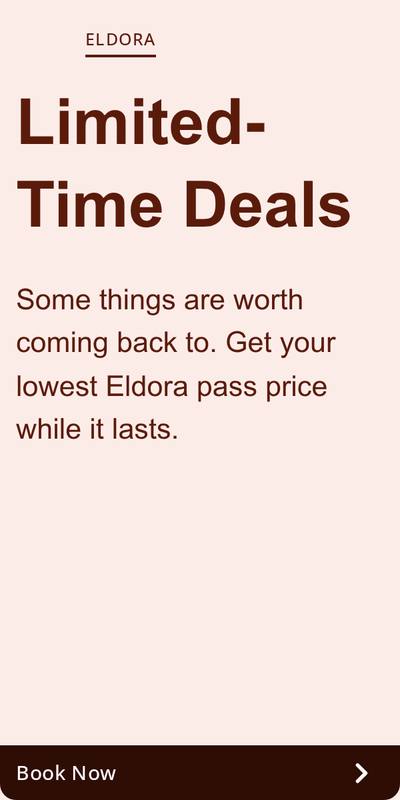 ELDORA
Limited-
Time Deals
Some things are worth
coming back to. Get your
lowest Eldora pass price
while it lasts.
Book Now